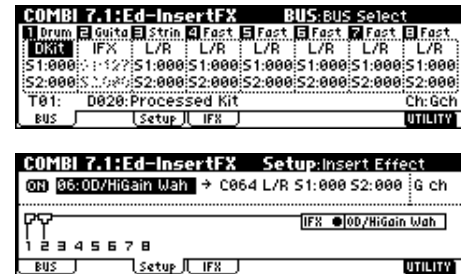 COMBI 7.1:Ed-InsertFX BUS:BUS Select
1 Drum 2 Guita 3 Strin 4 Fast 5 Fast 6 Fast 7 Fast 8 Fast
DKit IFX L/R L/R L/R L/R L/R L/R
S1:000 S1:000 S1:000 S1:000 S1:000 S1:000 S1:000
S2:000 S2:000 S2:000 S2:000 S2:000 S2:000 S2:000
T01: D020:Processed Kit Ch:Gch
BUS Setup IFX UTILITY
COMBI 7.1:Ed-InsertFX Setup:Insert Effect
ON 06:OD/HiGain Wah → C064 L/R S1:000 S2:000 G ch
IFX ●OD/HiGain Wah
1 2 3 4 5 6 7 8
BUS Setup IFX UTILITY